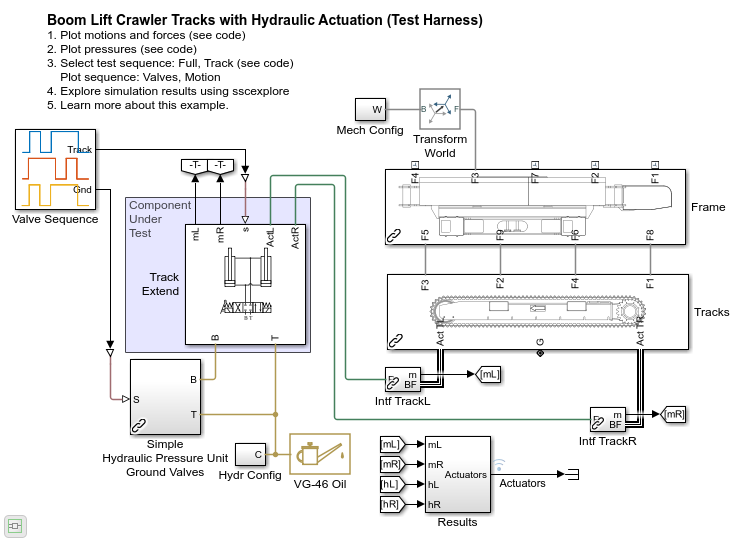 Boom Lift Crawler Tracks with Hydraulic Actuation (Test Harness)
1. Plot motions and forces (see code)
2. Plot pressures (see code)
3. Select test sequence: Full, Track (see code)
Plot sequence: Valves, Motion
4. Explore simulation results using sscexplore
5. Learn more about this example.
W
Mech Config
B F
Transform
World
Track
Gnd
Valve Sequence
-T- -T-
Component
Under
Test
mL mR s ActL ActR
Track
Extend
B T
B T
F4 F3 F7 F2 F1
Frame
F5 F9 F6 F8
F3 F2 F4 F1
Tracks
Act TL G Act TR
S B T
Simple
Hydraulic Pressure Unit
Ground Valves
C
Hydr Config
VG-46 Oil
F m
BF
[mL]
Intf TrackL
F m
BF
[mR]
Intf TrackR
[mL] mL
[mR] mR
[hL] hL
[hR] hR
Actuators
Actuators
Results